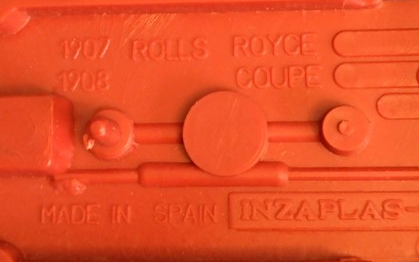 1907 ROLLS ROYCE
1908 COUPE
MADE IN SPAIN INZAPLAS-